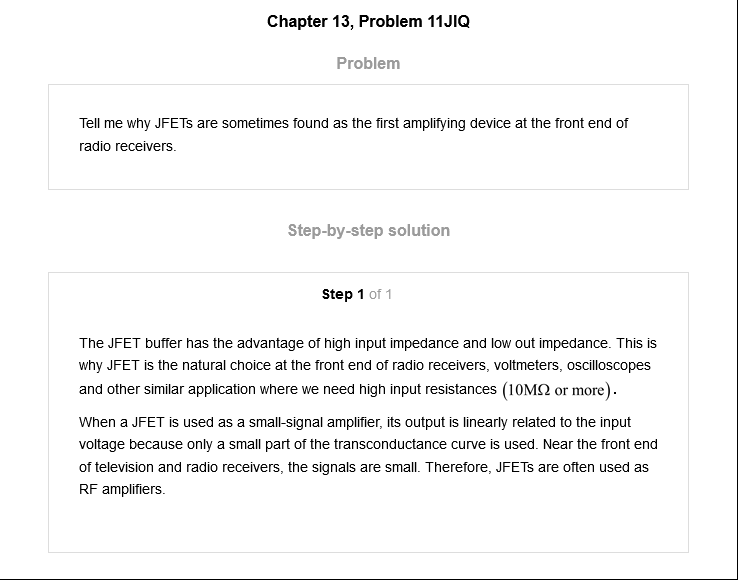 Chapter 13, Problem 11JIQ
Problem
Tell me why JFETs are sometimes found as the first amplifying device at the front end of
radio receivers.
Step-by-step solution
Step 1 of 1
The JFET buffer has the advantage of high input impedance and low out impedance. This is
why JFET is the natural choice at the front end of radio receivers, voltmeters, oscilloscopes
and other similar application where we need high input resistances (10MΩ or more).
When a JFET is used as a small-signal amplifier, its output is linearly related to the input
voltage because only a small part of the transconductance curve is used. Near the front end
of television and radio receivers, the signals are small. Therefore, JFETs are often used as
RF amplifiers.